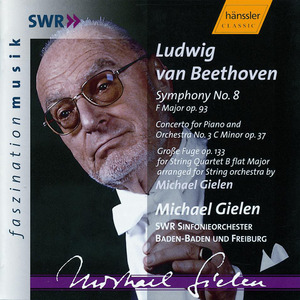 SWR
hänssler
CLASSIC
faszination musik
Ludwig
van Beethoven
Symphony No. 8
F Major op. 93
Concerto for Piano and
Orchestra No. 3 C Minor op. 37
Große Fuge op. 133
for String Quartet B flat Major
arranged for String orchestra by
Michael Gielen
Michael Gielen
SWR Sinfonieorchester
Baden-Baden und Freiburg
Michael Gielen